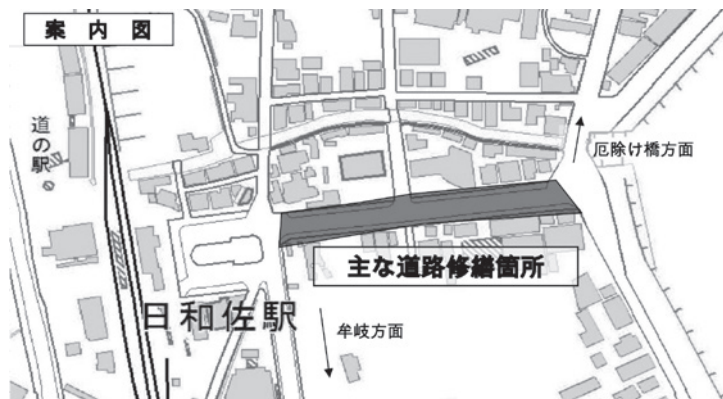 案内図
道の駅
厄除け橋方面
主な道路修繕箇所
日和佐駅
牟岐方面